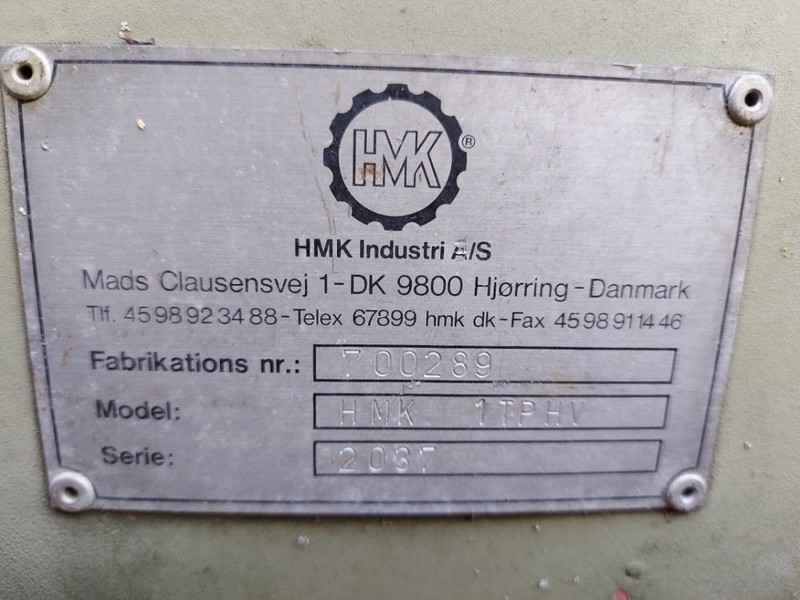 HMK ®
HMK Industri A/S
Mads Clausensvej 1-DK 9800 Hjørring-Danmark
Tlf. 45 98 92 34 88-Telex 67899 hmk dk-Fax 45 98 91 14 46
Fabrikations nr.: 700289
Model: HMK 1TPHV
Serie: 2087